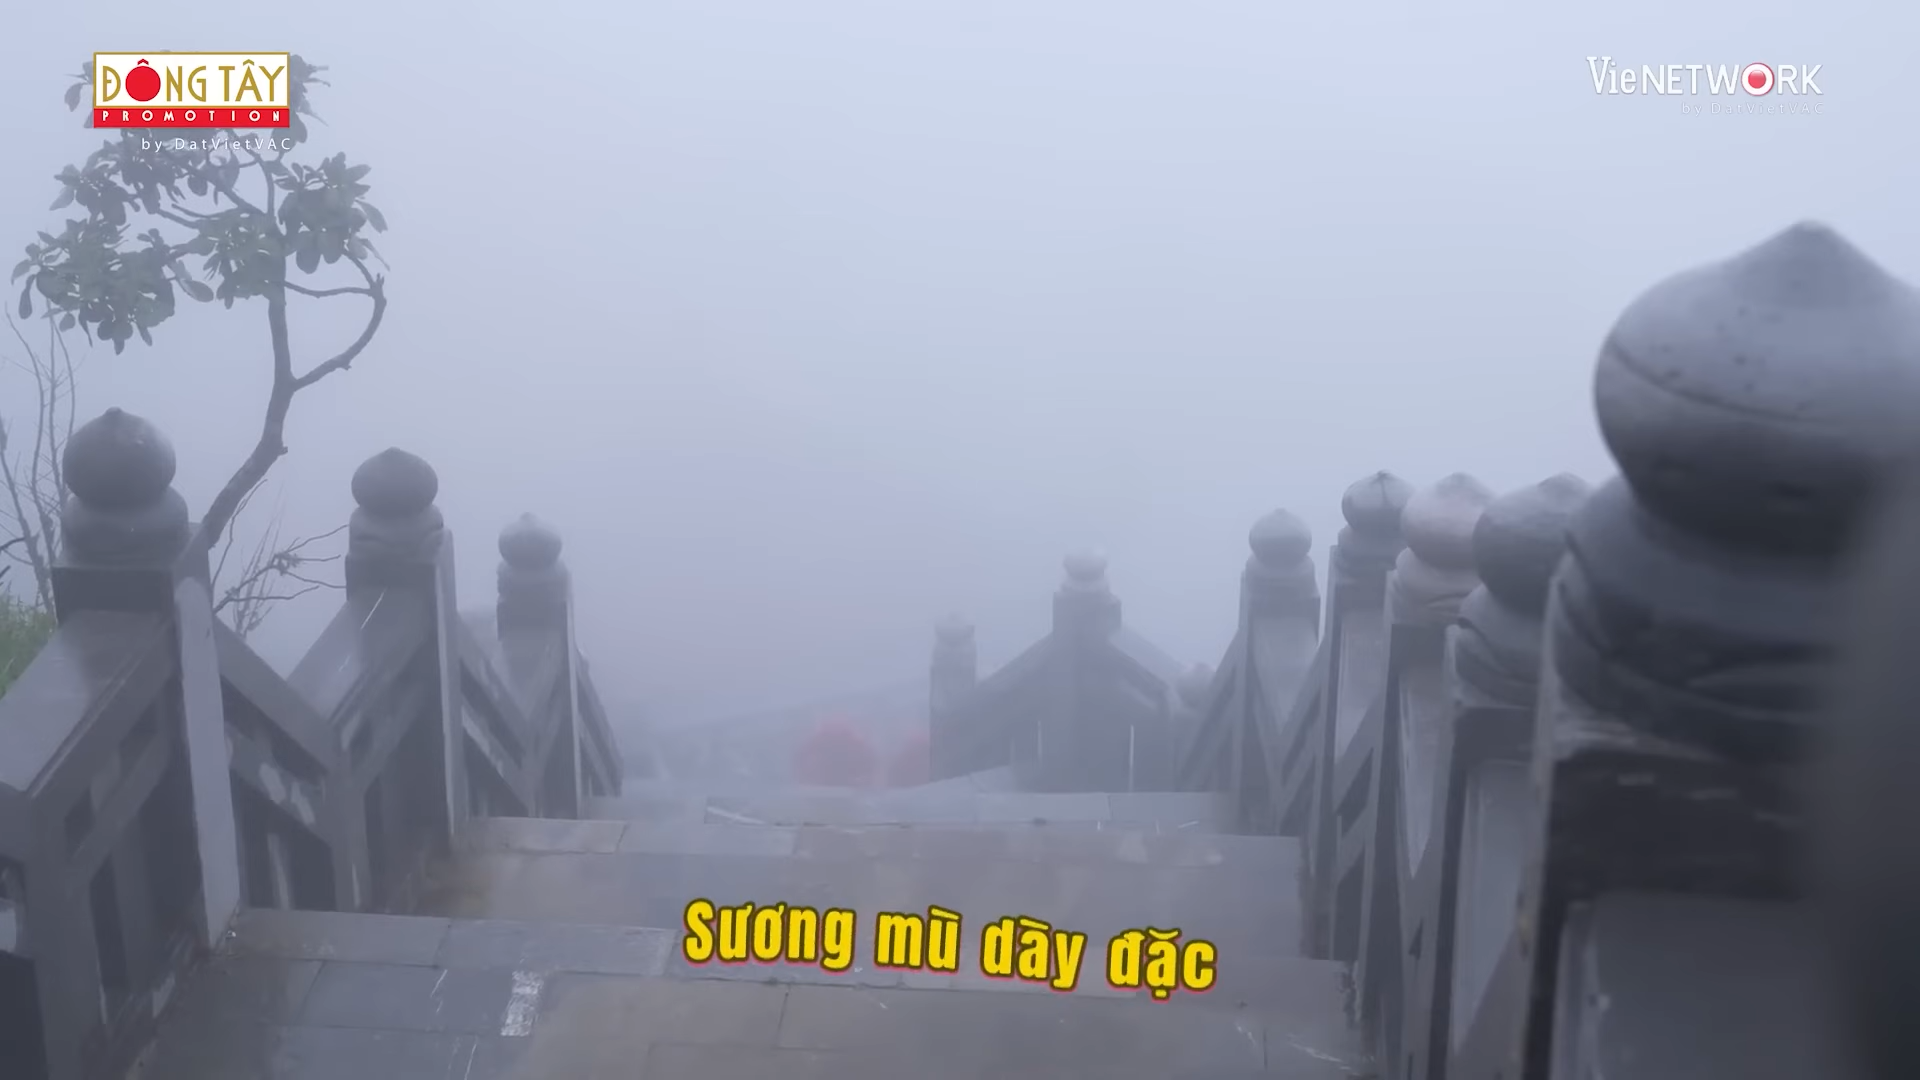 ĐÔNG TÂY
PROMOTION
by DatVietVAC
VieNETWORK
by DatVietVAC
Sương mù dày đặc